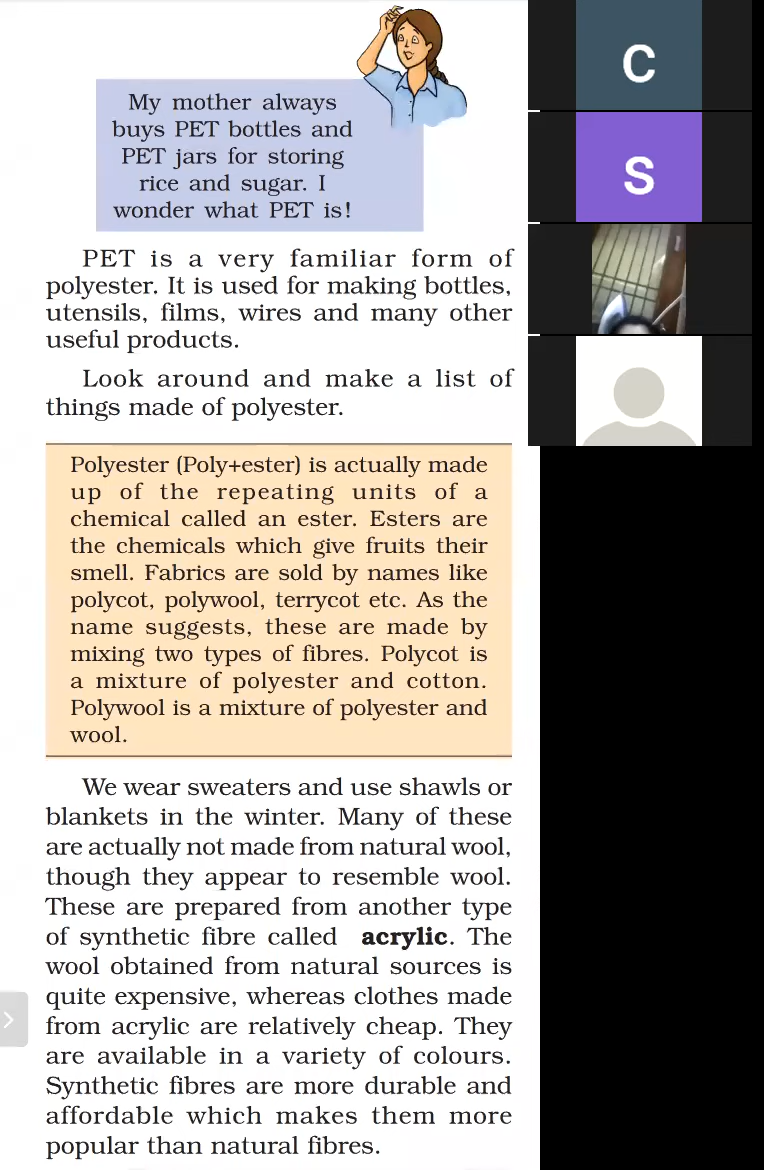 My mother always
buys PET bottles and
PET jars for storing
rice and sugar. I
wonder what PET is!
PET is a very familiar form of
polyester. It is used for making bottles,
utensils, films, wires and many other
useful products.
Look around and make a list of
things made of polyester.
Polyester (Poly+ester) is actually made
up of the repeating units of a
chemical called an ester. Esters are
the chemicals which give fruits their
smell. Fabrics are sold by names like
polycot, polywool, terrycot etc. As the
name suggests, these are made by
mixing two types of fibres. Polycot is
a mixture of polyester and cotton.
Polywool is a mixture of polyester and
wool.
We wear sweaters and use shawls or
blankets in the winter. Many of these
are actually not made from natural wool,
though they appear to resemble wool.
These are prepared from another type
of synthetic fibre called acrylic. The
wool obtained from natural sources is
quite expensive, whereas clothes made
from acrylic are relatively cheap. They
are available in a variety of colours.
Synthetic fibres are more durable and
affordable which makes them more
popular than natural fibres.
C
S